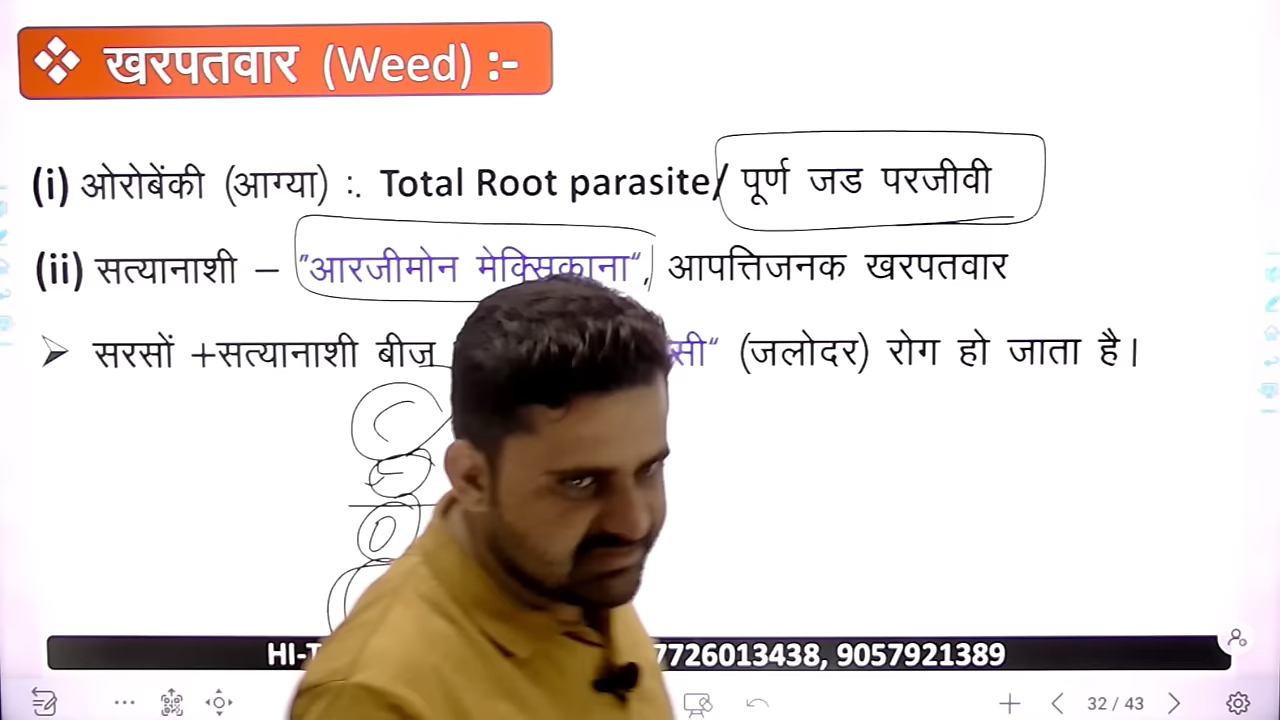 खरपतवार (Weed) :-
(i) ओरोबेंकी (आग्या) :. Total Root parasite/ पूर्ण जड परजीवी
(ii) सत्यानाशी – "आरजीमोन मेक्सिकाना“, आपत्तिजनक खरपतवार
सरसों +सत्यानाशी बीज सी“ (जलोदर) रोग हो जाता है।
HI-T 7726013438, 9057921389
32 / 43